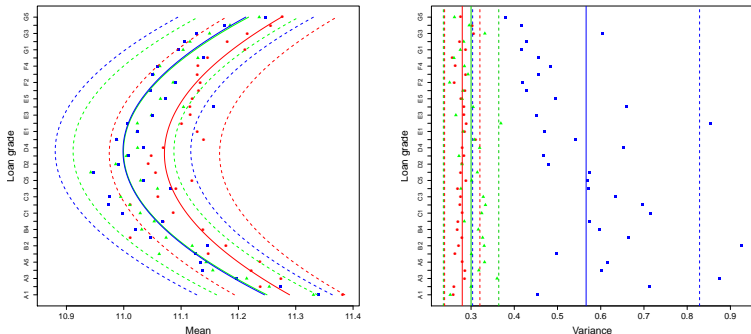 Loan grade
G5
G3
G1
F4
F2
E5
E3
E1
D4
D2
C5
C3
C1
B4
B2
A5
A3
A1
10.9 11.0 11.1 11.2 11.3 11.4
Mean
Loan grade
G5
G3
G1
F4
F2
E5
E3
E1
D4
D2
C5
C3
C1
B4
B2
A5
A3
A1
0.3 0.4 0.5 0.6 0.7 0.8 0.9
Variance